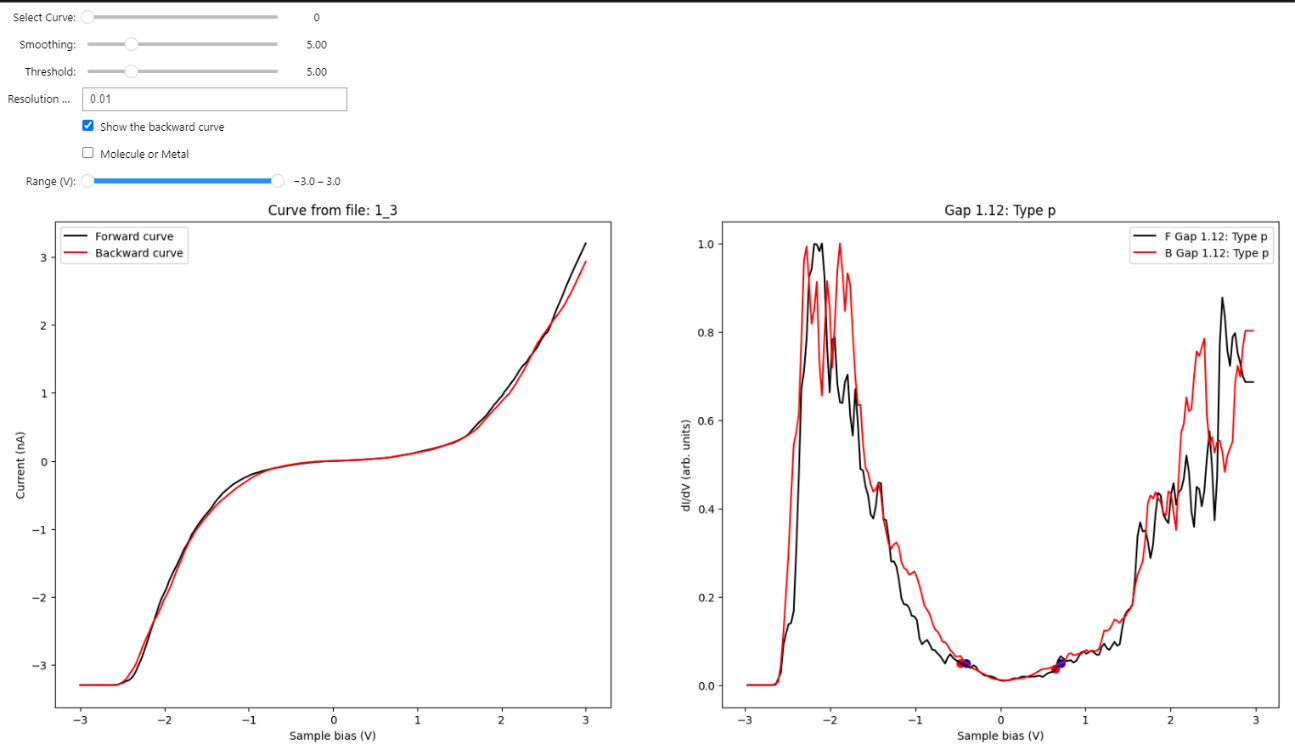 Select Curve: 0
Smoothing: 5.00
Threshold: 5.00
Resolution ... 0.01
Show the backward curve
Molecule or Metal
Range (V): −3.0 – 3.0
Curve from file: 1_3
Forward curve
Backward curve
3
2
1
0
−1
−2
−3
Current (nA)
−3 −2 −1 0 1 2 3
Sample bias (V)
Gap 1.12: Type p
F Gap 1.12: Type p
B Gap 1.12: Type p
1.0
0.8
0.6
0.4
0.2
0.0
dI/dV (arb. units)
−3 −2 −1 0 1 2 3
Sample bias (V)